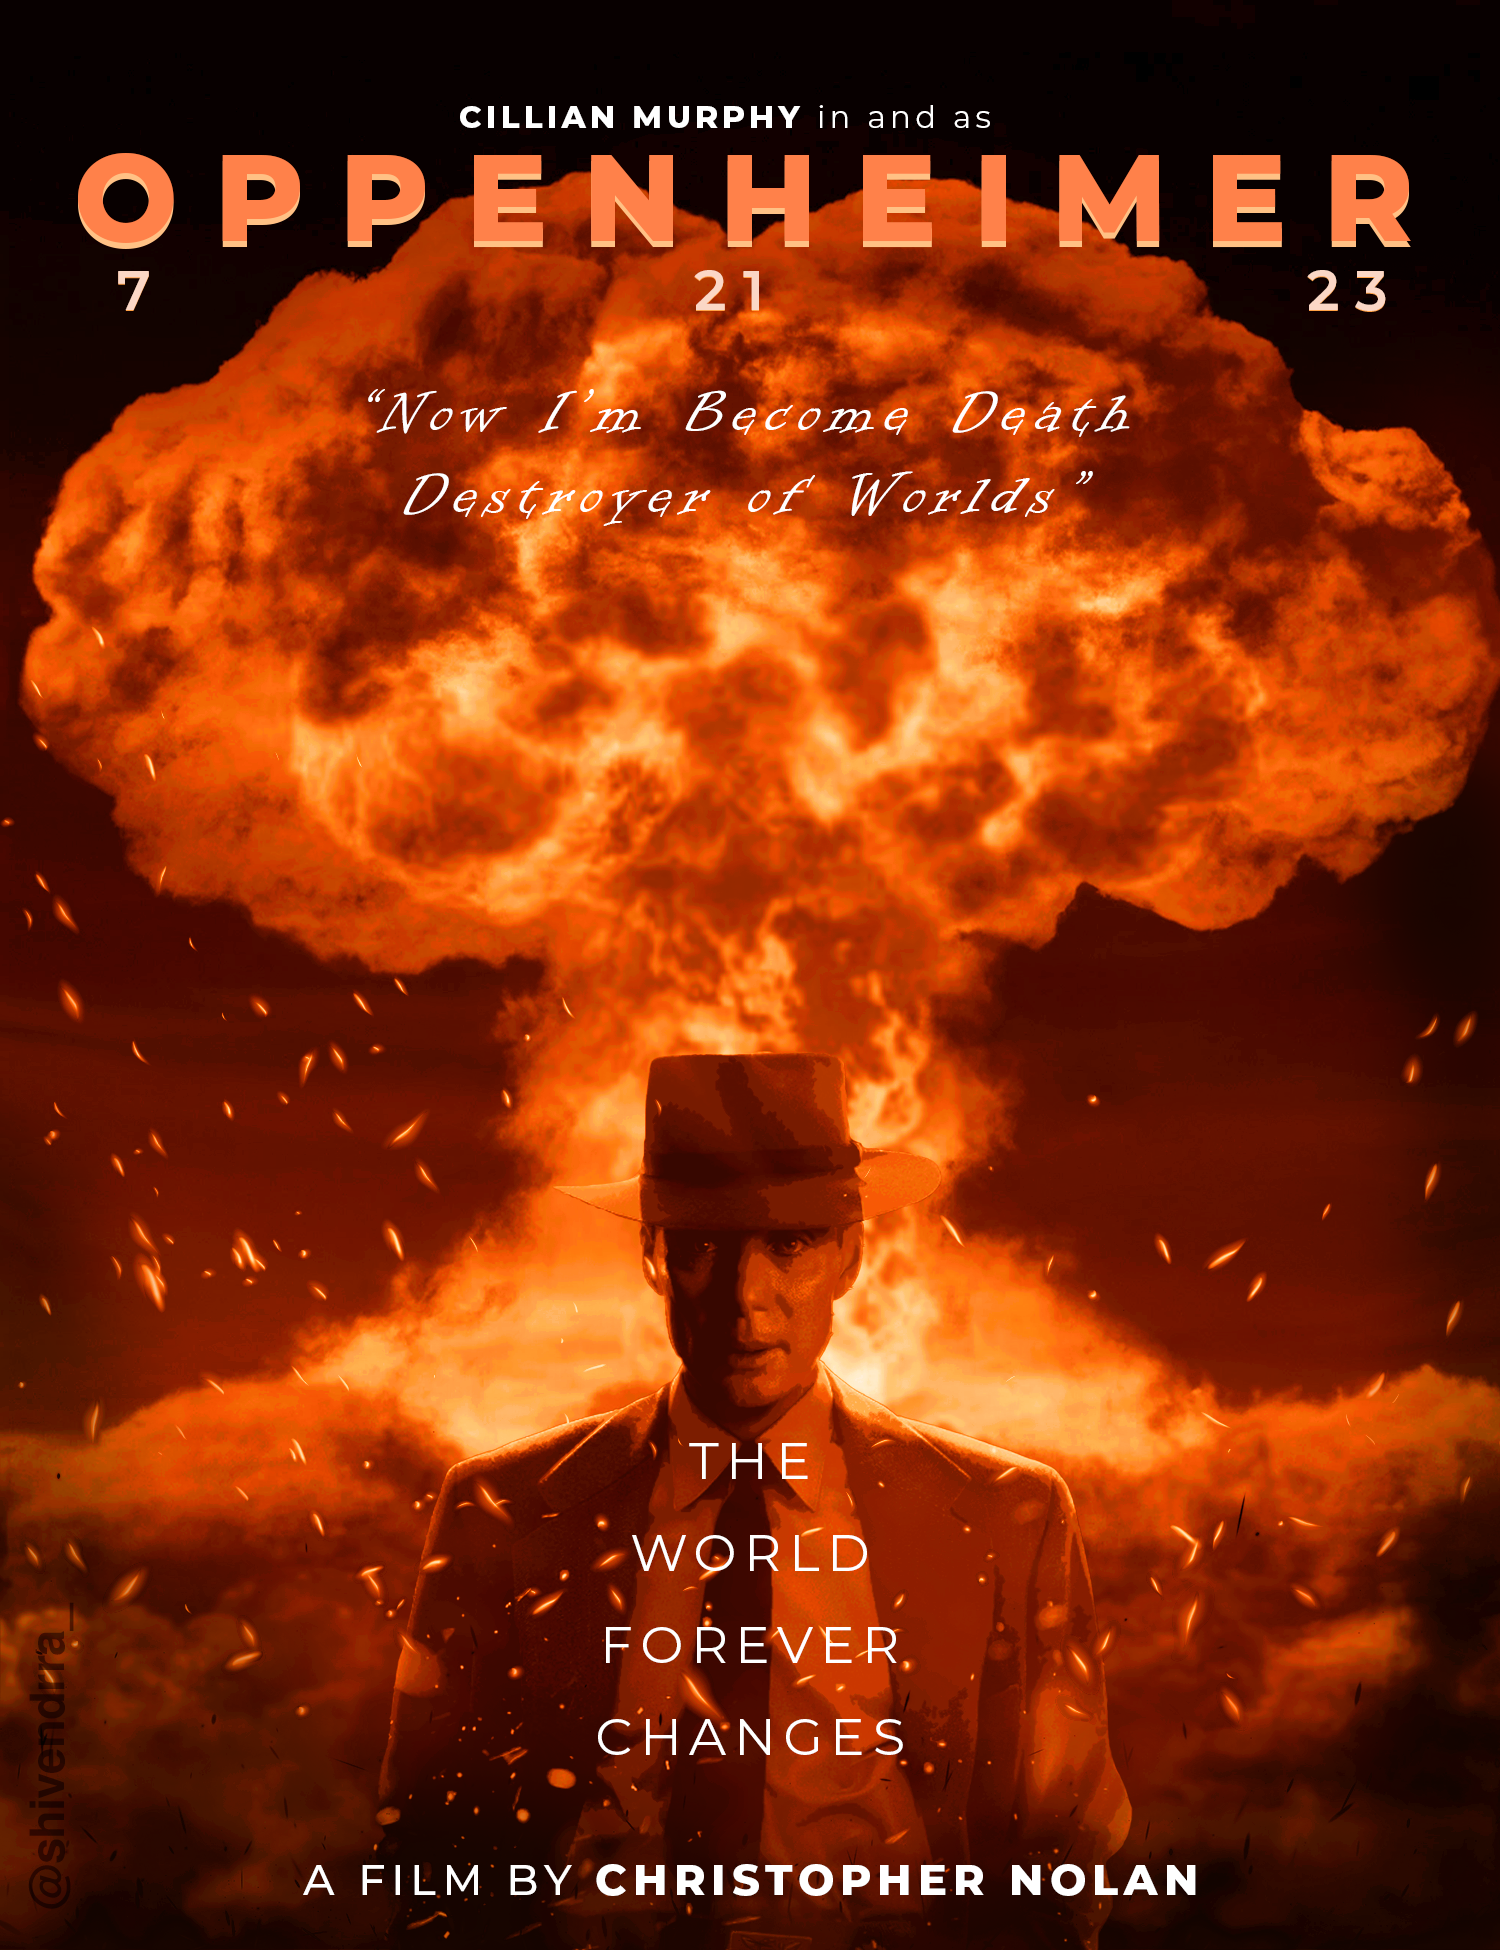 CILLIAN MURPHY in and as
OPPENHEIMER
7 21 23
“Now I’m Become Death
Destroyer of Worlds”
THE
WORLD
FOREVER
CHANGES
A FILM BY CHRISTOPHER NOLAN
@shivendrra_